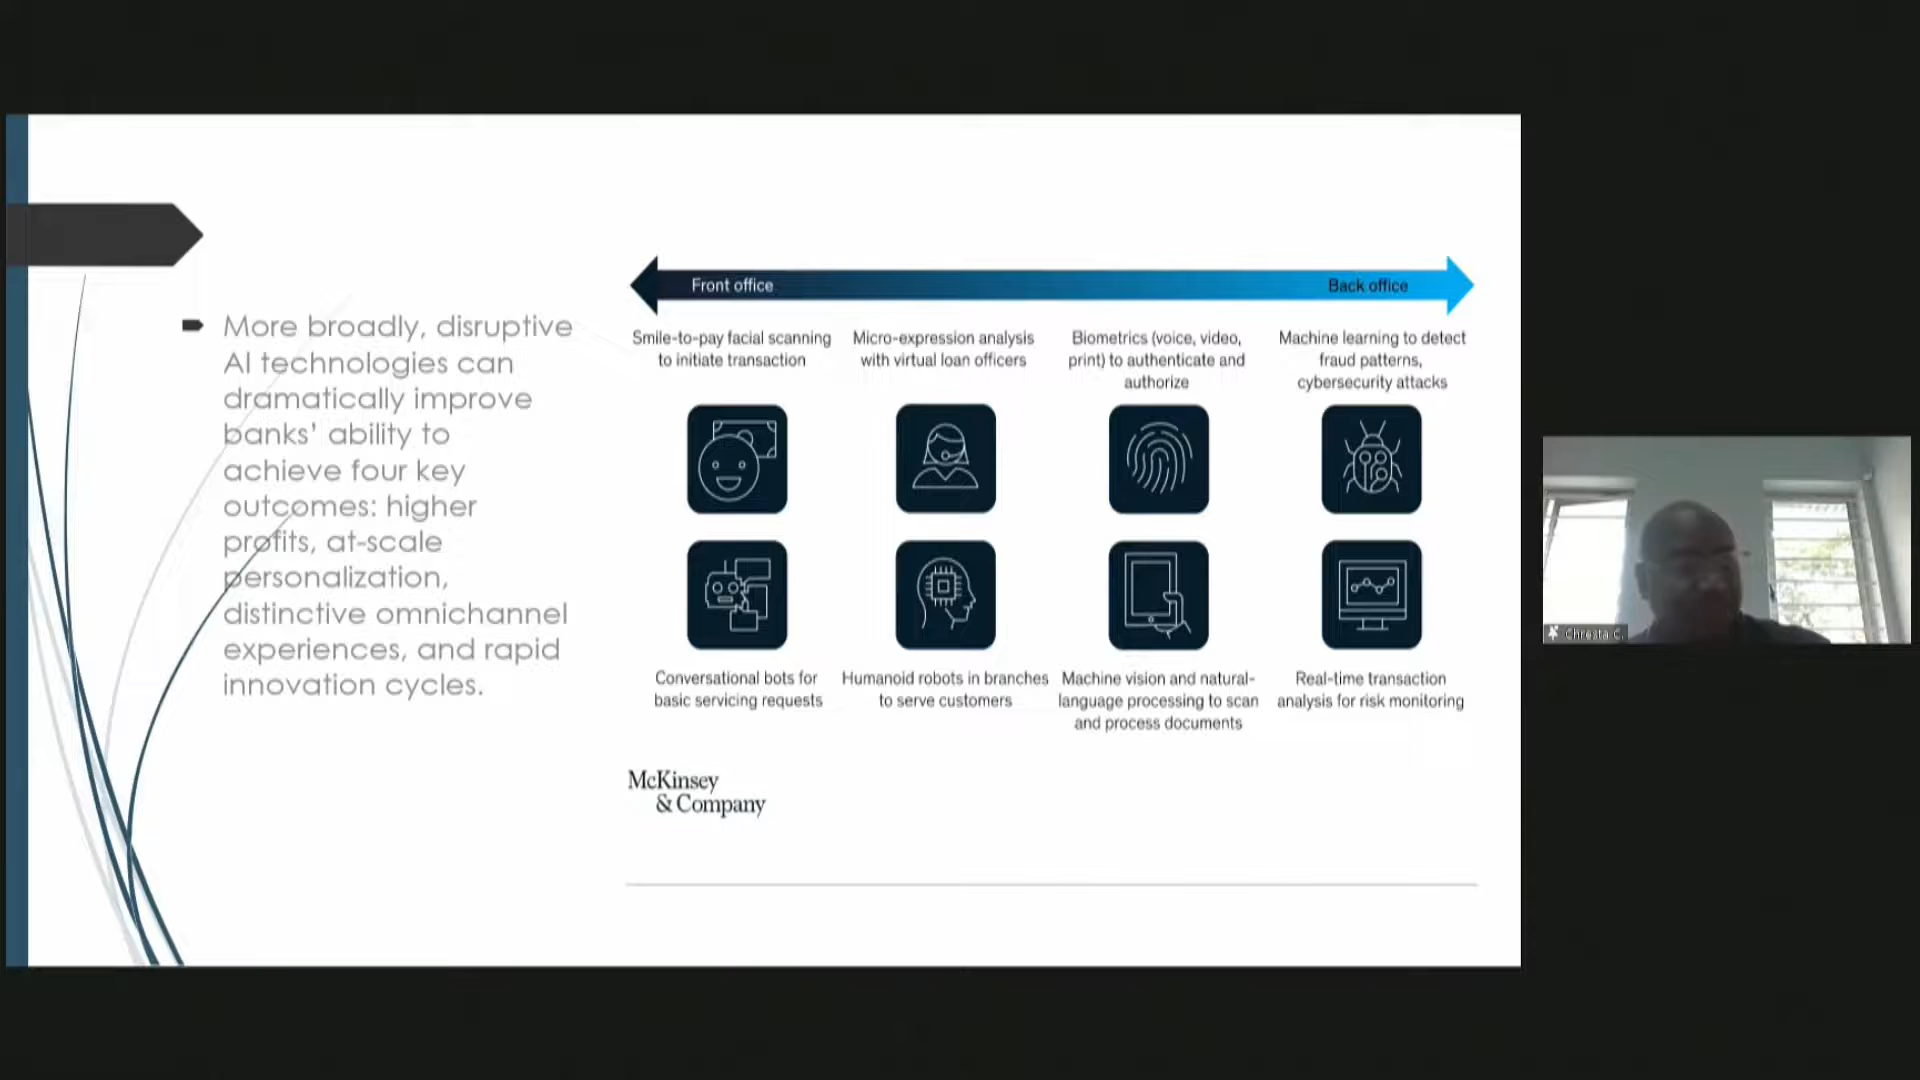 More broadly, disruptive
AI technologies can
dramatically improve
banks' ability to
achieve four key
outcomes: higher
profits, at-scale
personalization,
distinctive omnichannel
experiences, and rapid
innovation cycles.
Front office
Back office
Smile-to-pay facial scanning
to initiate transaction
Micro-expression analysis
with virtual loan officers
Biometrics (voice, video,
print) to authenticate and
authorize
Machine learning to detect
fraud patterns,
cybersecurity attacks
Conversational bots for
basic servicing requests
Humanoid robots in branches
to serve customers
Machine vision and natural-
language processing to scan
and process documents
Real-time transaction
analysis for risk monitoring
McKinsey
& Company
Chresta C.